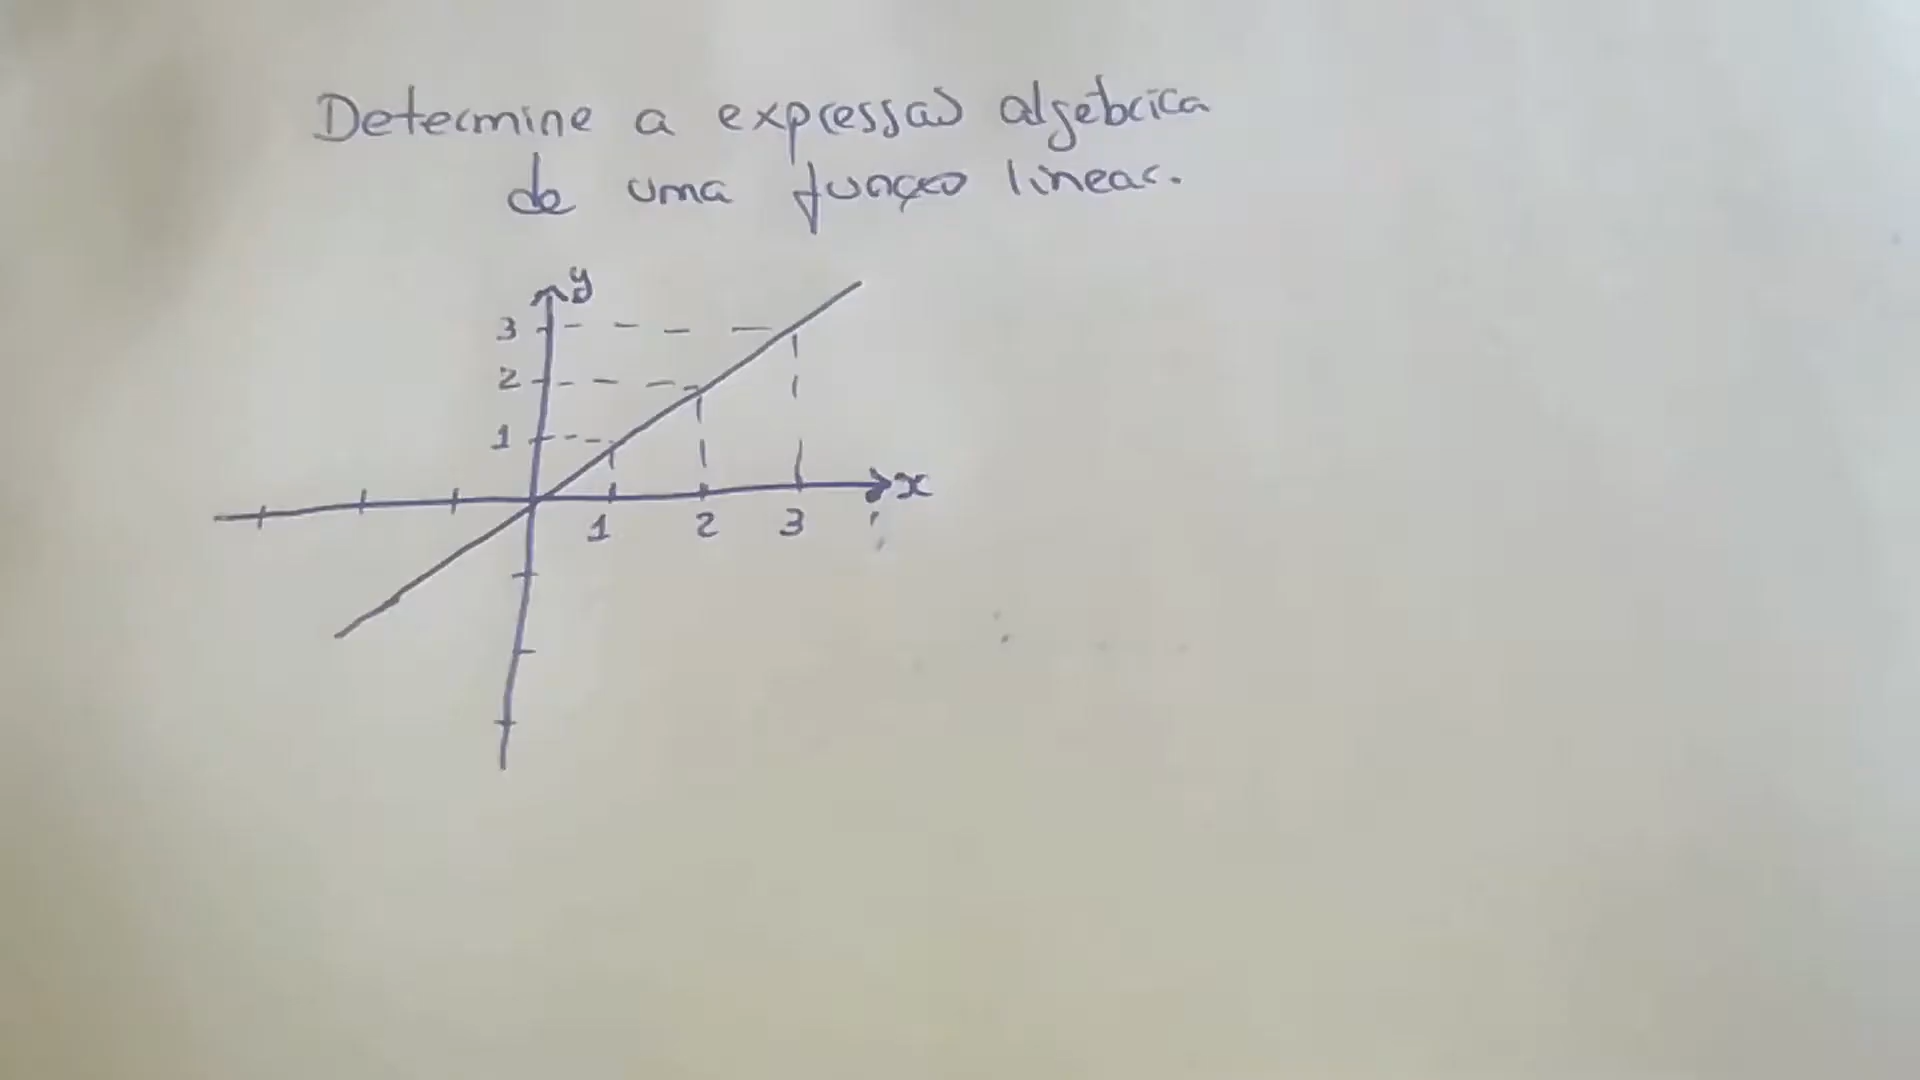 Determine a expressão algébrica
de uma função linear.
y
3
2
1
x
1 2 3